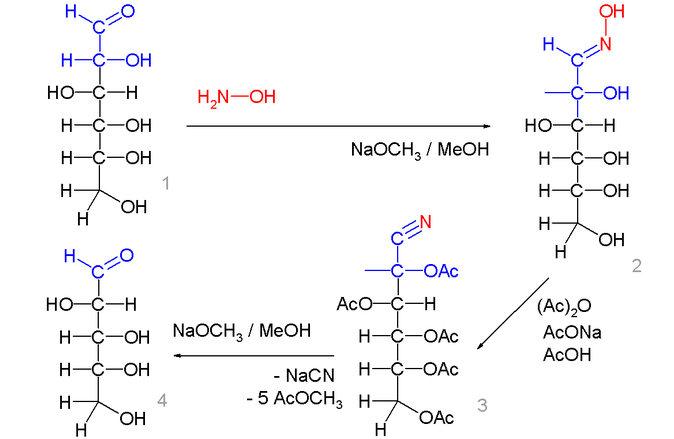 H O
C
H C OH
HO C H
H C OH
H C OH
H C
H OH
1
H₂N OH
NaOCH₃ / MeOH
OH
H N
C
C OH
HO C H
H C OH
H C OH
H C
H OH
2
(Ac)₂O
AcONa
AcOH
N
C
C OAc
AcO C H
H C OAc
H C OAc
H C
H OAc
3
NaOCH₃ / MeOH
- NaCN
- 5 AcOCH₃
H O
C
HO C H
H C OH
H C OH
H C
H OH
4